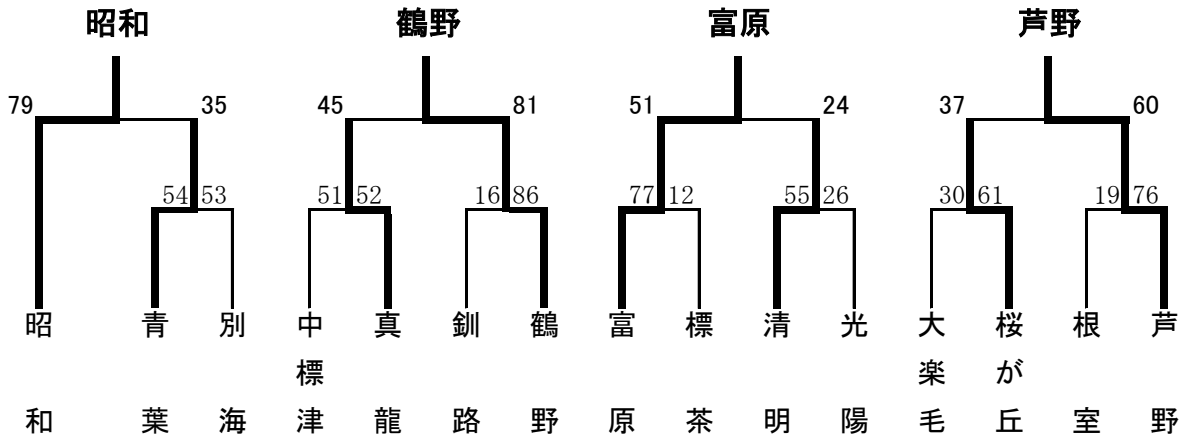 昭和 鶴野 富原 芦野
79 35 45 81 51 24 37 60
54 53 51 52 16 86 77 12 55 26 30 61 19 76
昭和
青葉
別海
中標津
真龍
釧路
鶴野
富原
標茶
清明
光陽
大楽毛
桜が丘
根室
芦野